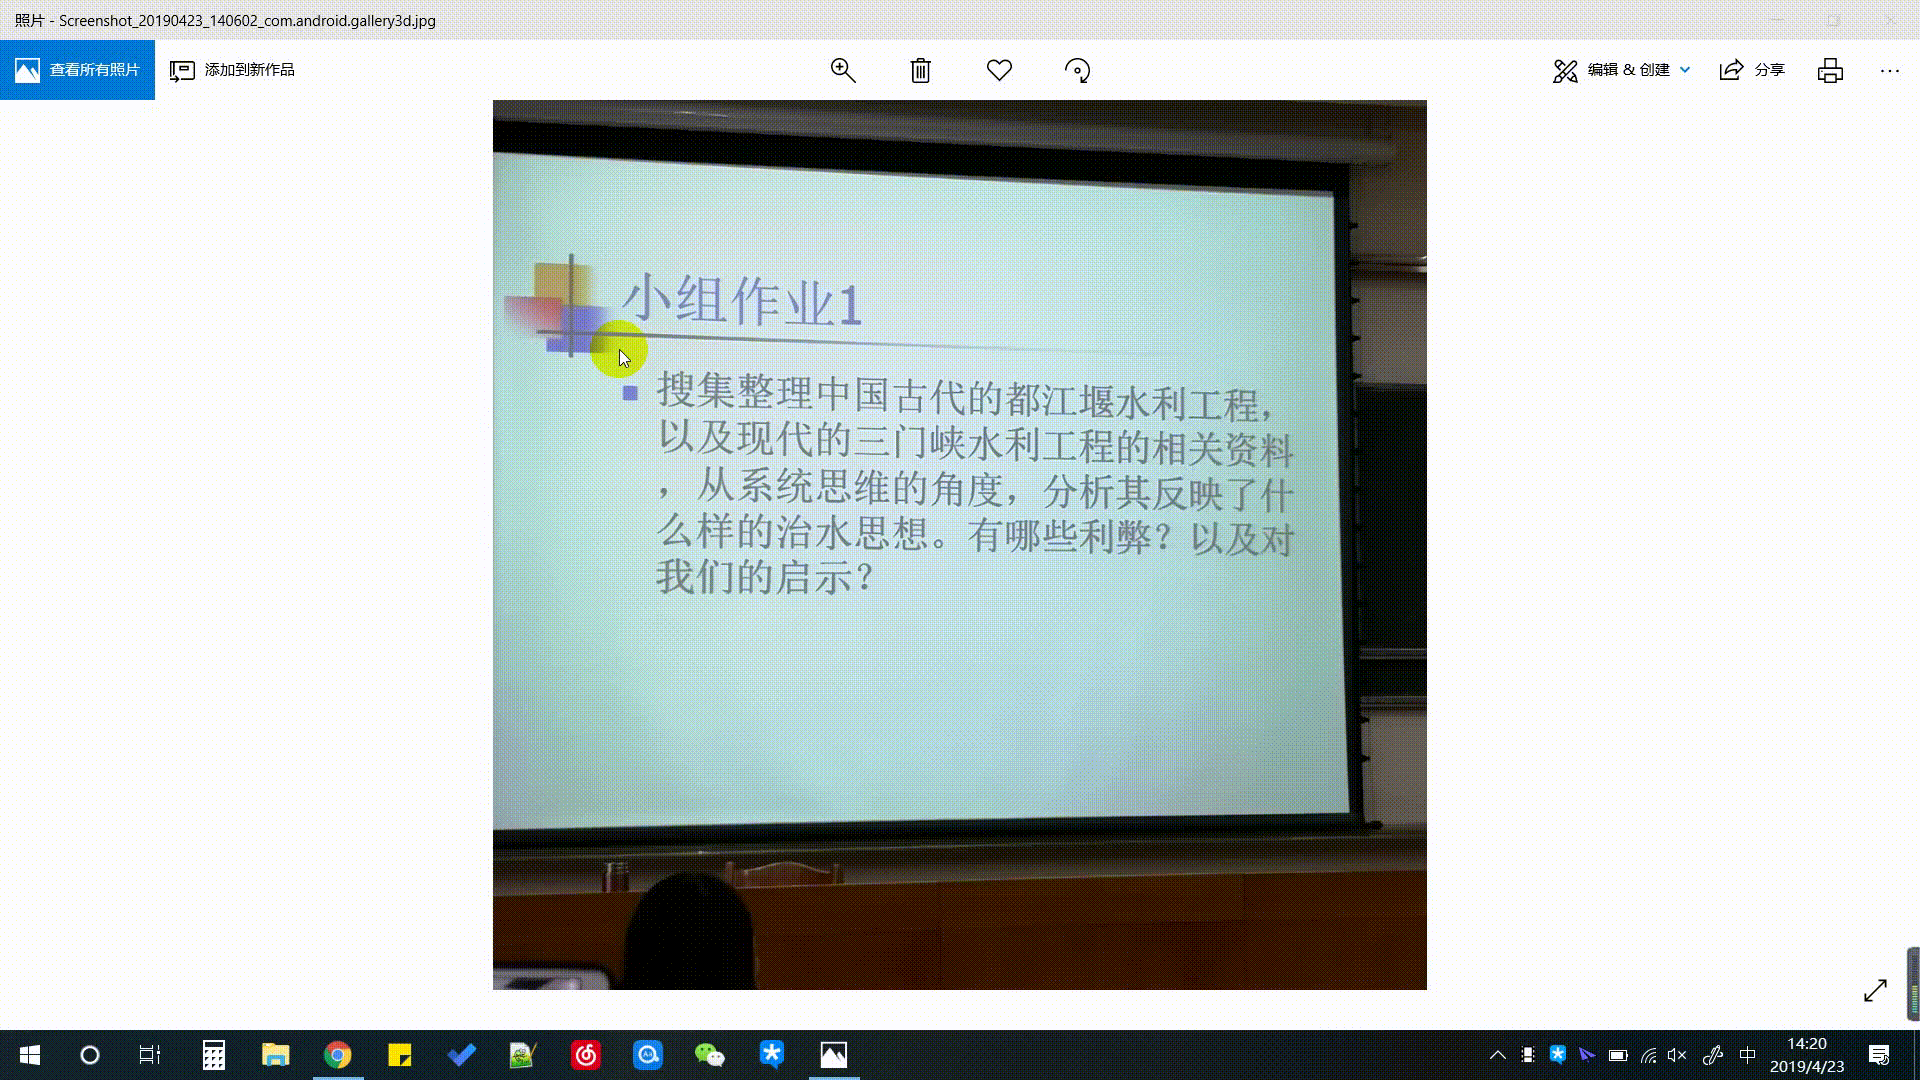 照片 - Screenshot_20190423_140602_com.android.gallery3d.jpg
查看所有照片
添加到新作品
编辑 & 创建
分享
小组作业1
搜集整理中国古代的都江堰水利工程，
以及现代的三门峡水利工程的相关资料
，从系统思维的角度，分析其反映了什
么样的治水思想。有哪些利弊？以及对
我们的启示？
中
14:20
2019/4/23